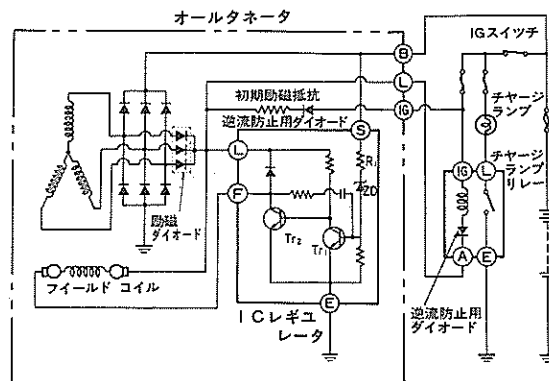 オールタネータ
IGスイッチ
B
L
IG
初期励磁抵抗
逆流防止用ダイオード
チャージ
ランプ
S
L
R₁
ZD
F
励磁
ダイオード
Tr₂
Tr₁
IG
L
チャージ
ランプ
リレー
A
E
フィールド コイル
E
ICレギュ
レータ
逆流防止用
ダイオード